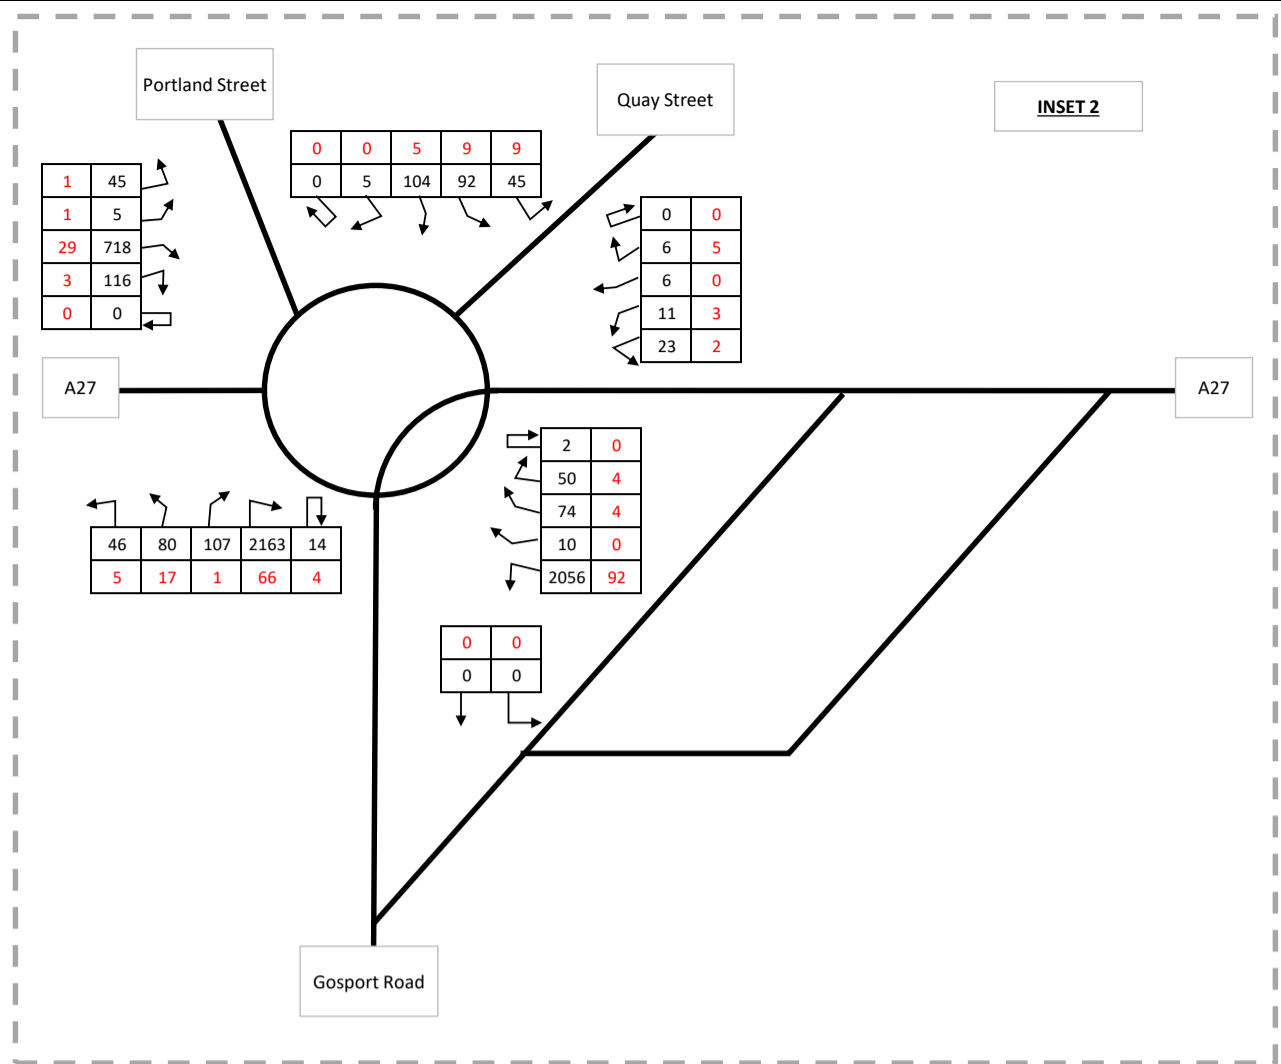 Portland Street
Quay Street
INSET 2
0 0 5 9 9
0 5 104 92 45
1 45
1 5
29 718
3 116
0 0
0 0
6 5
6 0
11 3
23 2
A27
A27
2 0
50 4
74 4
10 0
2056 92
46 80 107 2163 14
5 17 1 66 4
0 0
0 0
Gosport Road